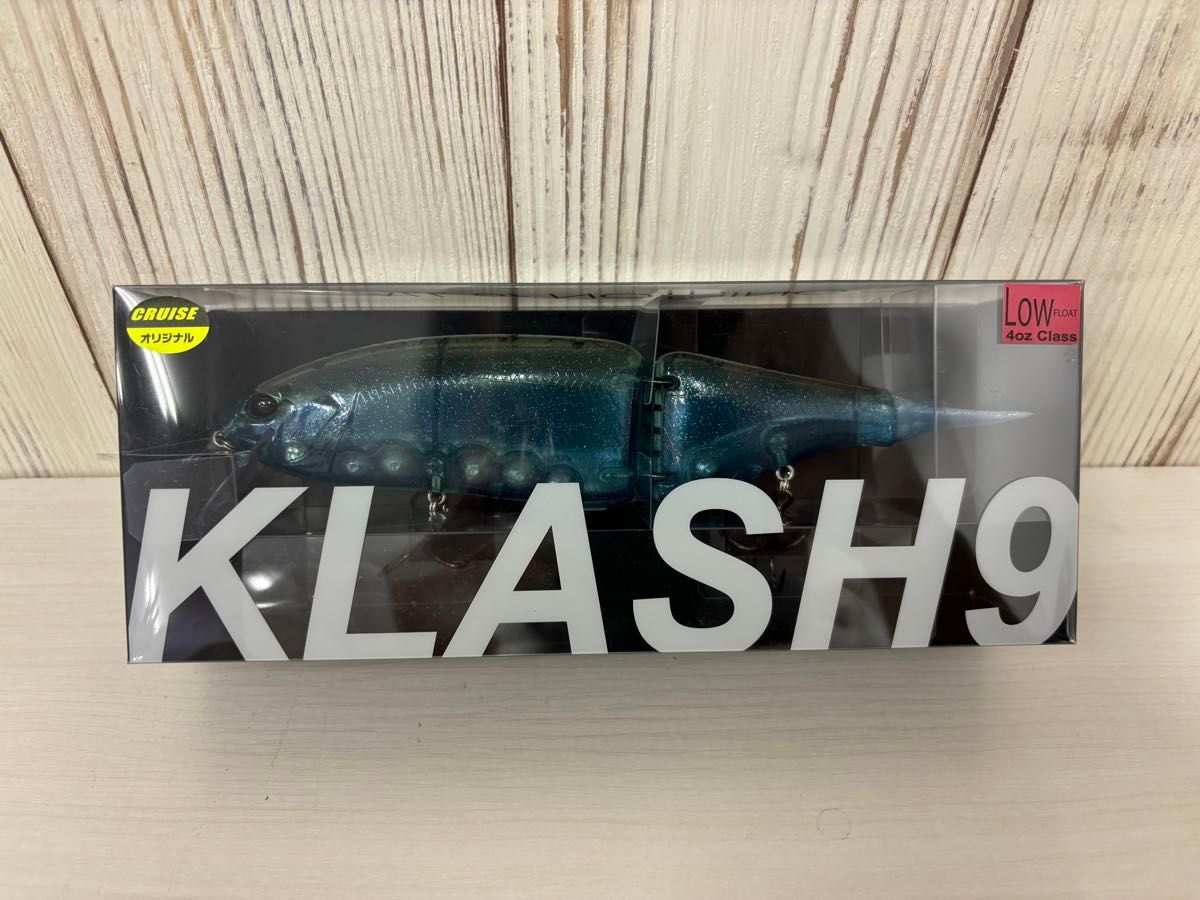 CRUISE
オリジナル
LOW FLOAT
4oz Class
KLASH9